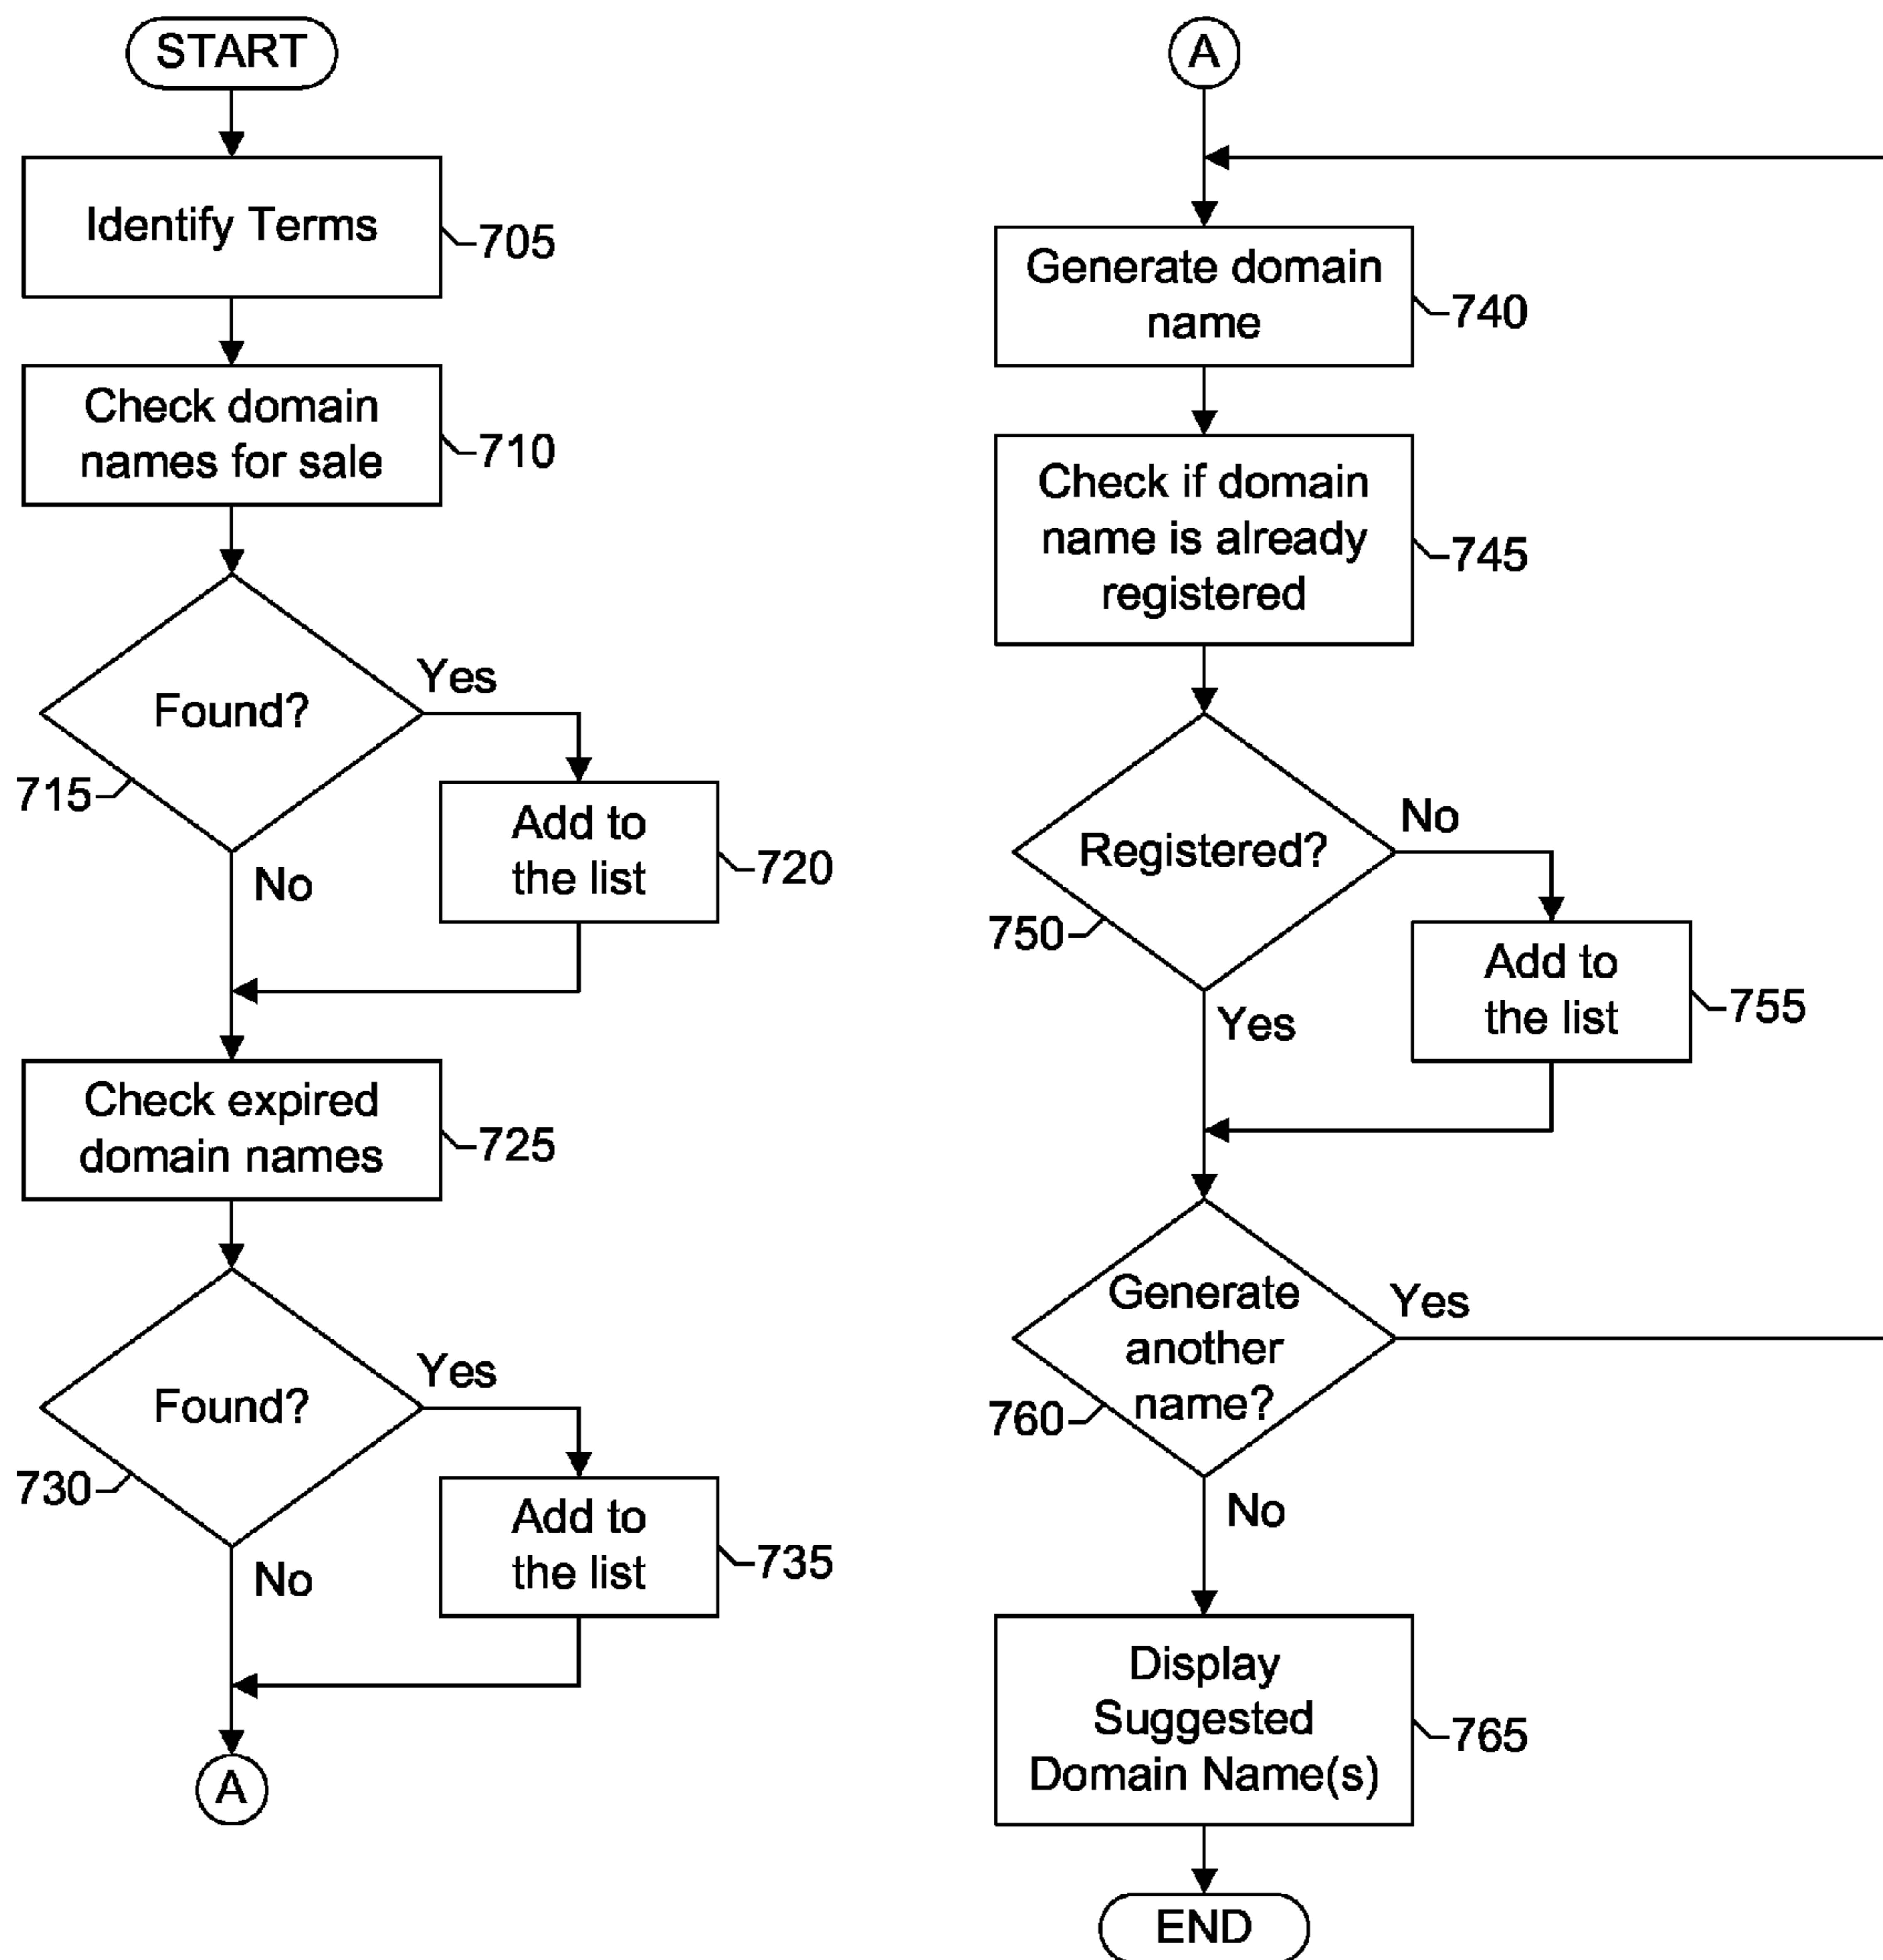 START
Identify Terms
705
Check domain
names for sale
710
Found?
Yes
715
Add to
the list
720
No
Check expired
domain names
725
Found?
Yes
730
Add to
the list
735
No
A
A
Generate domain
name
740
Check if domain
name is already
registered
745
Registered?
No
750
Add to
the list
755
Yes
Generate
another
name?
Yes
760
No
Display
Suggested
Domain Name(s)
765
END